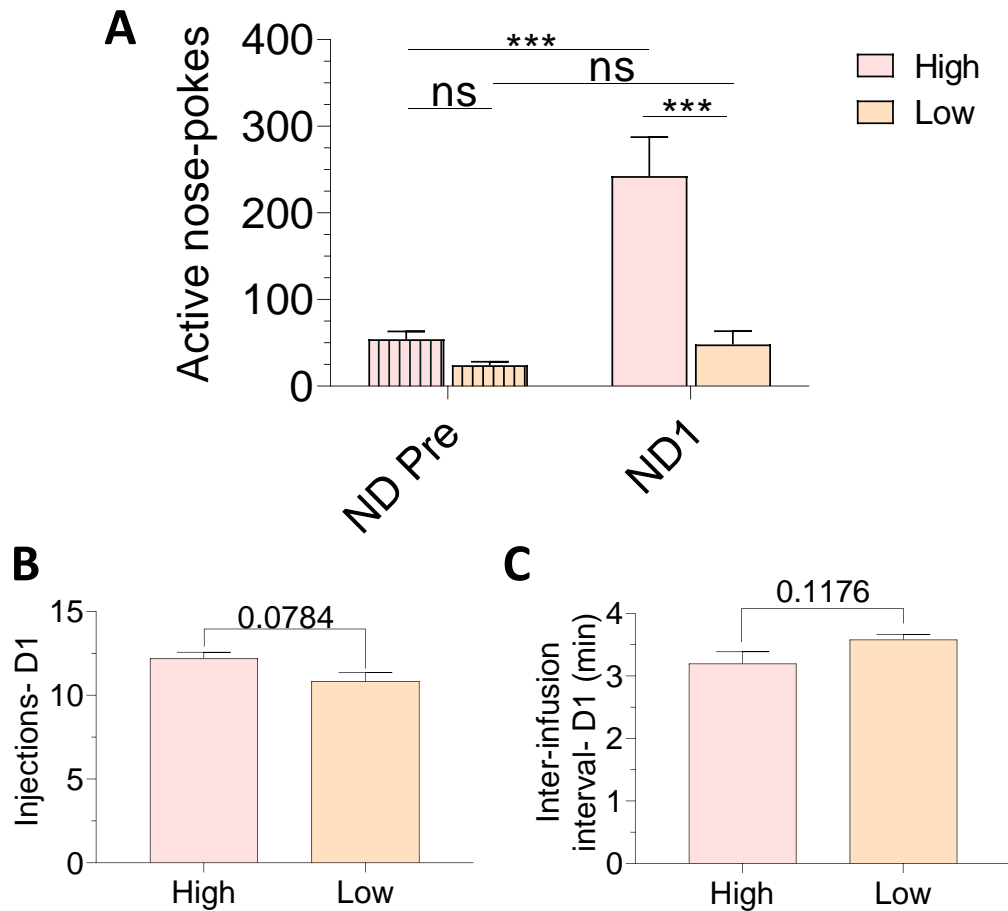 A
Active nose-pokes
400
300
200
100
0
***
ns
ns
***
High
Low
ND Pre
ND1
B
Injections- D1
15
10
5
0
0.0784
High
Low
C
Inter-infusion
interval- D1 (min)
4
3
2
1
0
0.1176
High
Low